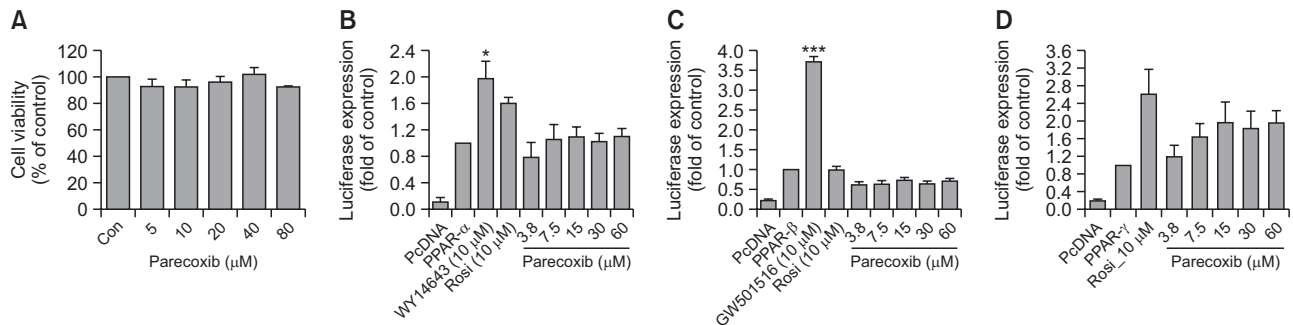 A
Cell viability
(% of control)
120
100
80
60
40
20
0
Con
5
10
20
40
80
Parecoxib (μM)
B
Luciferase expression
(fold of control)
2.4
2.0
1.6
1.2
0.8
0.4
0.0
*
PcDNA
PPAR-α
WY14643 (10 μM)
Rosi (10 μM)
3.8
7.5
15
30
60
Parecoxib (μM)
C
Luciferase expression
(fold of control)
4.0
3.5
3.0
2.5
2.0
1.5
1.0
0.5
0.0
***
PcDNA
PPAR-β
GW501516 (10 μM)
Rosi (10 μM)
3.8
7.5
15
30
60
Parecoxib (μM)
D
Luciferase expression
(fold of control)
3.6
3.2
2.8
2.4
2.0
1.6
1.2
0.8
0.4
0.0
PcDNA
PPAR-γ
Rosi_10 μM
3.8
7.5
15
30
60
Parecoxib (μM)